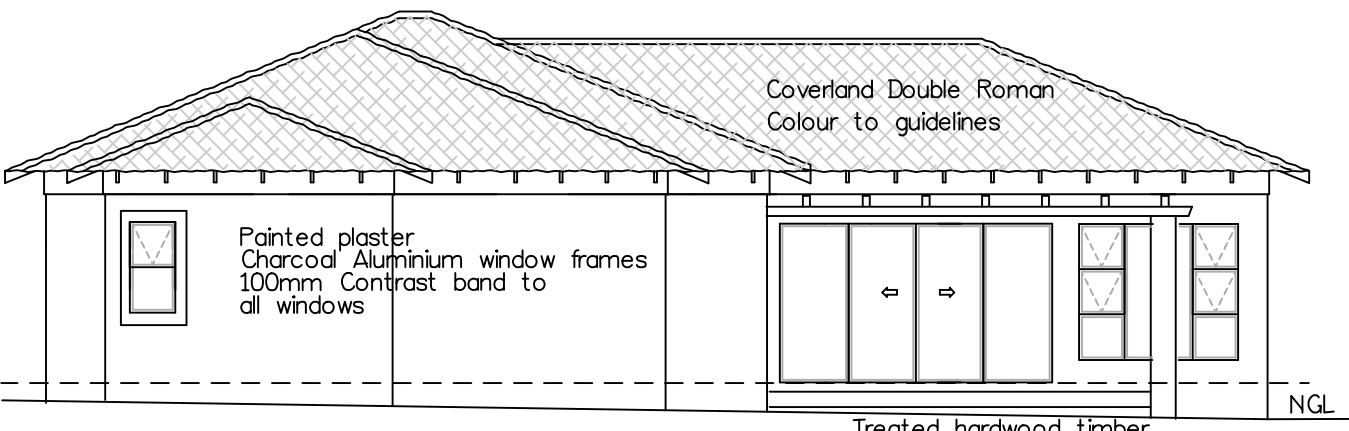 Coverland Double Roman
Colour to guidelines
Painted plaster
Charcoal Aluminium window frames
100mm Contrast band to
all windows
NGL
Treated hardwood timber